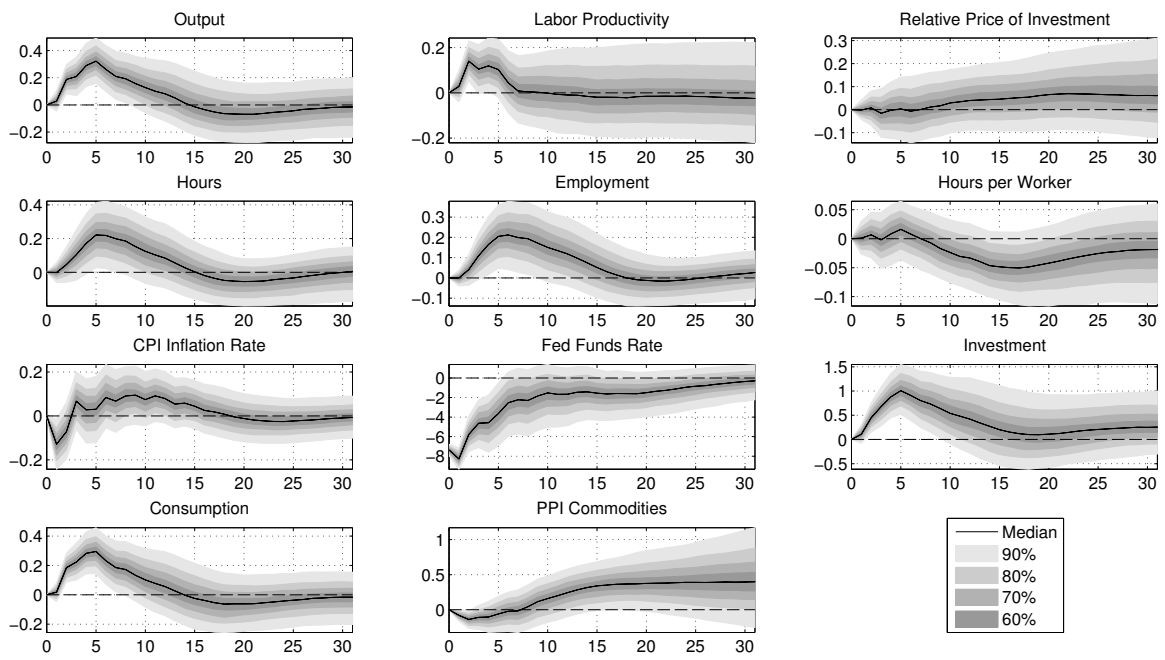 Output
0.4
0.2
0
−0.2
0 5 10 15 20 25 30
Labor Productivity
0.2
0
−0.2
0 5 10 15 20 25 30
Relative Price of Investment
0.3
0.2
0.1
0
−0.1
0 5 10 15 20 25 30
Hours
0.4
0.2
0
0 5 10 15 20 25 30
Employment
0.3
0.2
0.1
0
−0.1
0 5 10 15 20 25 30
Hours per Worker
0.05
0
−0.05
−0.1
0 5 10 15 20 25 30
CPI Inflation Rate
0.2
0
−0.2
0 5 10 15 20 25 30
Fed Funds Rate
0
−2
−4
−6
−8
0 5 10 15 20 25 30
Investment
1.5
1
0.5
0
−0.5
0 5 10 15 20 25 30
Consumption
0.4
0.2
0
−0.2
0 5 10 15 20 25 30
PPI Commodities
1
0.5
0
0 5 10 15 20 25 30
Median
90%
80%
70%
60%